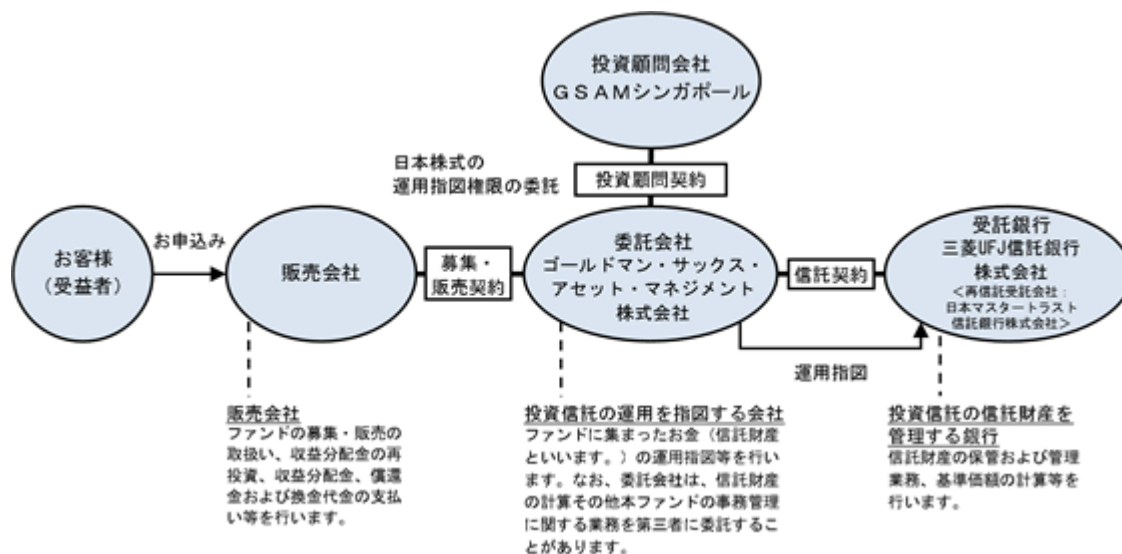 投資顧問会社
GSAMシンガポール
日本株式の
運用指図権限の委託
投資顧問契約
お客様
（受益者）
お申込み
販売会社
募集・
販売契約
委託会社
ゴールドマン・サックス・
アセット・マネジメント
株式会社
信託契約
受託銀行
三菱UFJ信託銀行
株式会社
＜再信託受託会社：
日本マスタートラスト
信託銀行株式会社＞
運用指図
販売会社
ファンドの募集・販売の
取扱い、収益分配金の再
投資、収益分配金、償還
金および換金代金の支払
い等を行います。
投資信託の運用を指図する会社
ファンドに集まったお金（信託財産
といいます。）の運用指図等を行い
ます。なお、委託会社は、信託財産
の計算その他本ファンドの事務管理
に関する業務を第三者に委託するこ
とがあります。
投資信託の信託財産を
管理する銀行
信託財産の保管および管理
業務、基準価額の計算等を
行います。